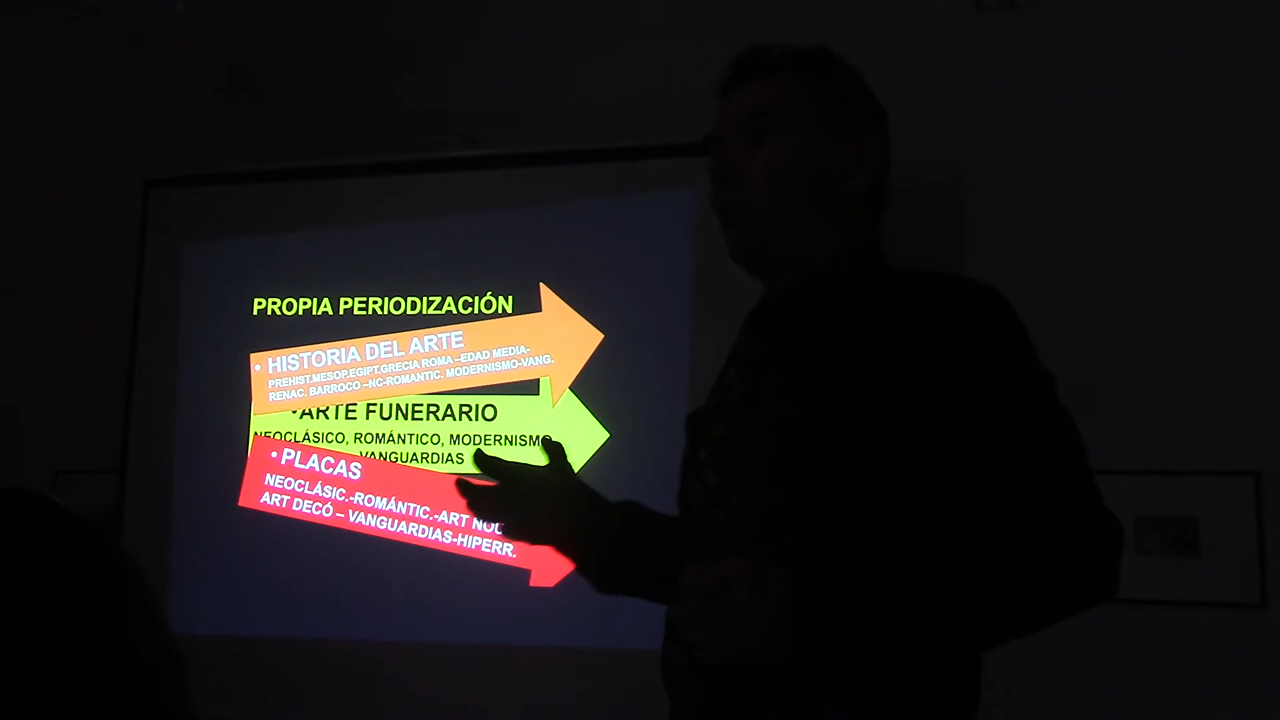 PROPIA PERIODIZACIÓN
• HISTORIA DEL ARTE
PREHIST.MESOP.EGIPT.GRECIA ROMA –EDAD MEDIA-
RENAC. BARROCO –NC-ROMANTIC. MODERNISMO-VANG.
•ARTE FUNERARIO
NEOCLÁSICO, ROMÁNTICO, MODERNISMO
VANGUARDIAS
• PLACAS
NEOCLÁSIC.-ROMÁNTIC.-ART NOU
ART DECÓ – VANGUARDIAS-HIPERR.